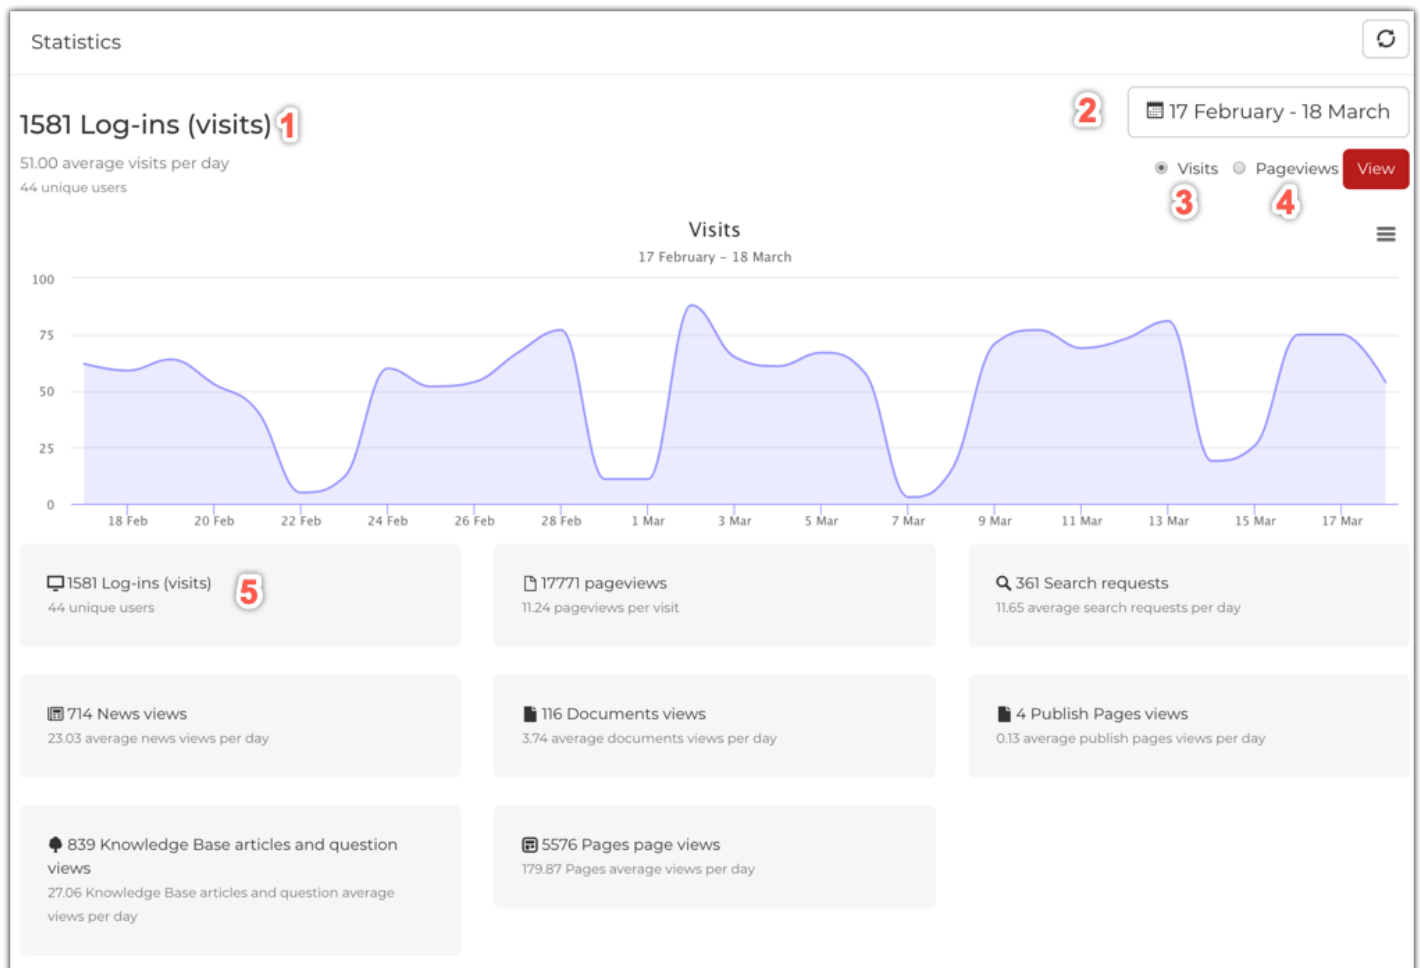 Statistics
1581 Log-ins (visits) 1
2 17 February - 18 March
51.00 average visits per day
44 unique users
Visits Pageviews View
3 4
Visits
17 February – 18 March
100
75
50
25
0
18 Feb 20 Feb 22 Feb 24 Feb 26 Feb 28 Feb 1 Mar 3 Mar 5 Mar 7 Mar 9 Mar 11 Mar 13 Mar 15 Mar 17 Mar
1581 Log-ins (visits) 5
44 unique users
17771 pageviews
11.24 pageviews per visit
361 Search requests
11.65 average search requests per day
714 News views
23.03 average news views per day
116 Documents views
3.74 average documents views per day
4 Publish Pages views
0.13 average publish pages views per day
839 Knowledge Base articles and question
views
27.06 Knowledge Base articles and question average
views per day
5576 Pages page views
179.87 Pages average views per day